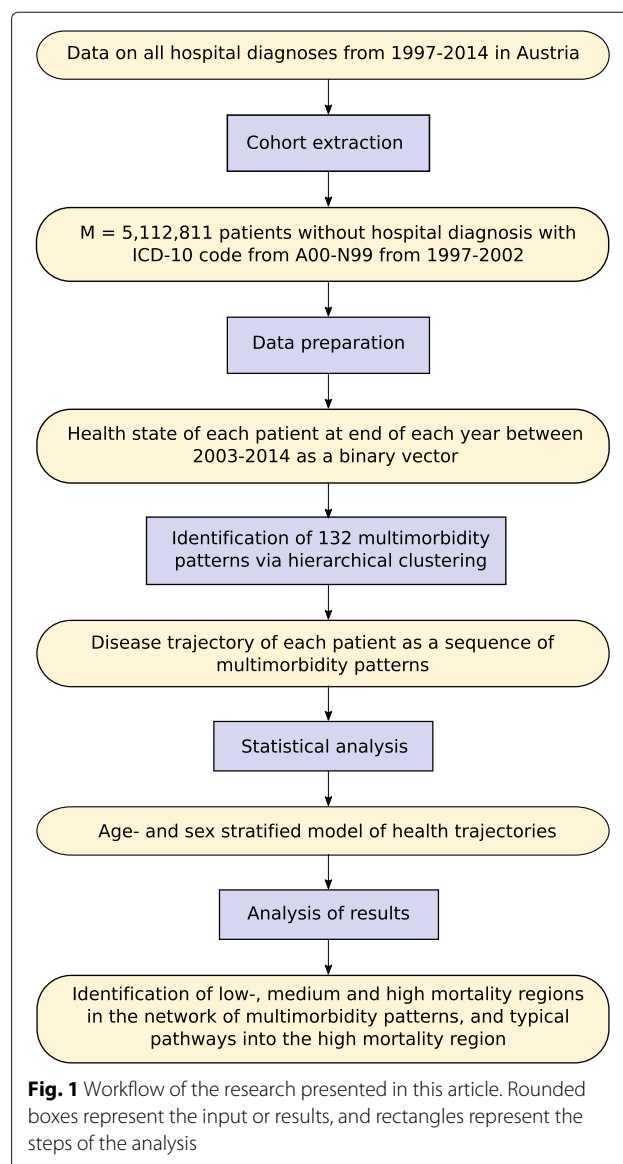 Data on all hospital diagnoses from 1997-2014 in Austria
Cohort extraction
M = 5,112,811 patients without hospital diagnosis with
ICD-10 code from A00-N99 from 1997-2002
Data preparation
Health state of each patient at end of each year between
2003-2014 as a binary vector
Identification of 132 multimorbidity
patterns via hierarchical clustering
Disease trajectory of each patient as a sequence of
multimorbidity patterns
Statistical analysis
Age- and sex stratified model of health trajectories
Analysis of results
Identification of low-, medium and high mortality regions
in the network of multimorbidity patterns, and typical
pathways into the high mortality region
Fig. 1 Workflow of the research presented in this article. Rounded
boxes represent the input or results, and rectangles represent the
steps of the analysis